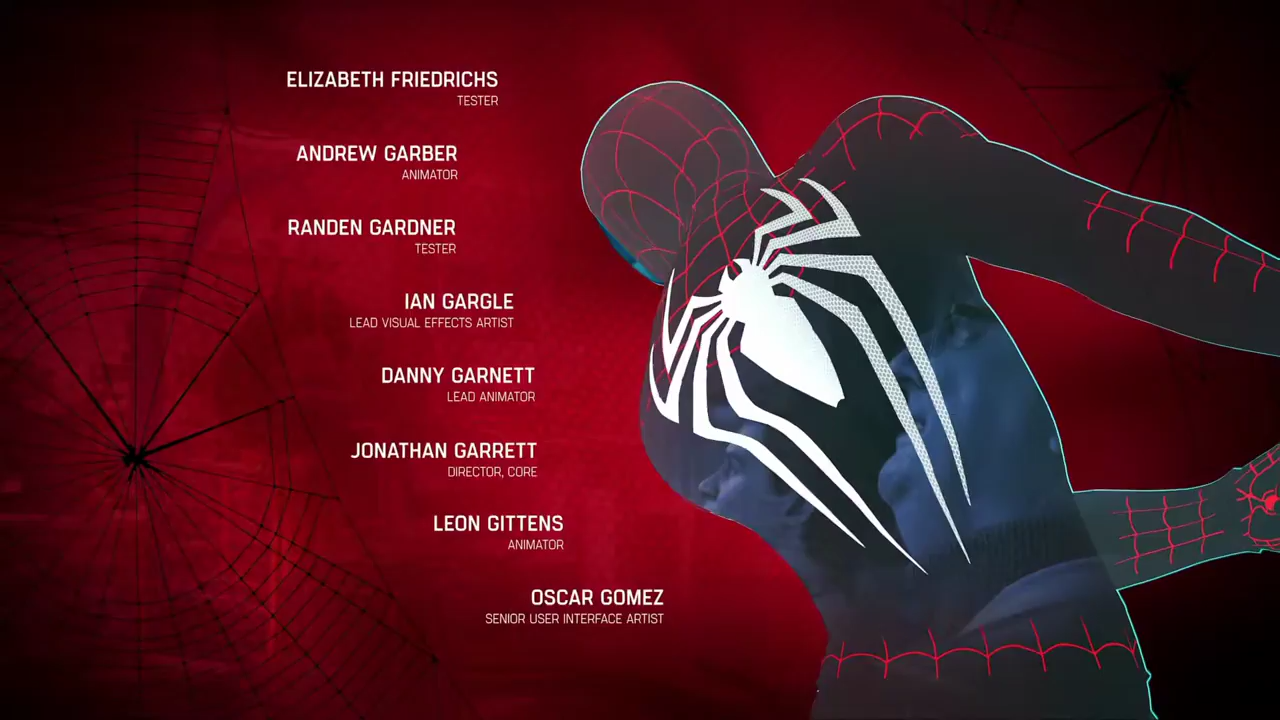 ELIZABETH FRIEDRICHS
TESTER
ANDREW GARBER
ANIMATOR
RANDEN GARDNER
TESTER
IAN GARGLE
LEAD VISUAL EFFECTS ARTIST
DANNY GARNETT
LEAD ANIMATOR
JONATHAN GARRETT
DIRECTOR, CORE
LEON GITTENS
ANIMATOR
OSCAR GOMEZ
SENIOR USER INTERFACE ARTIST